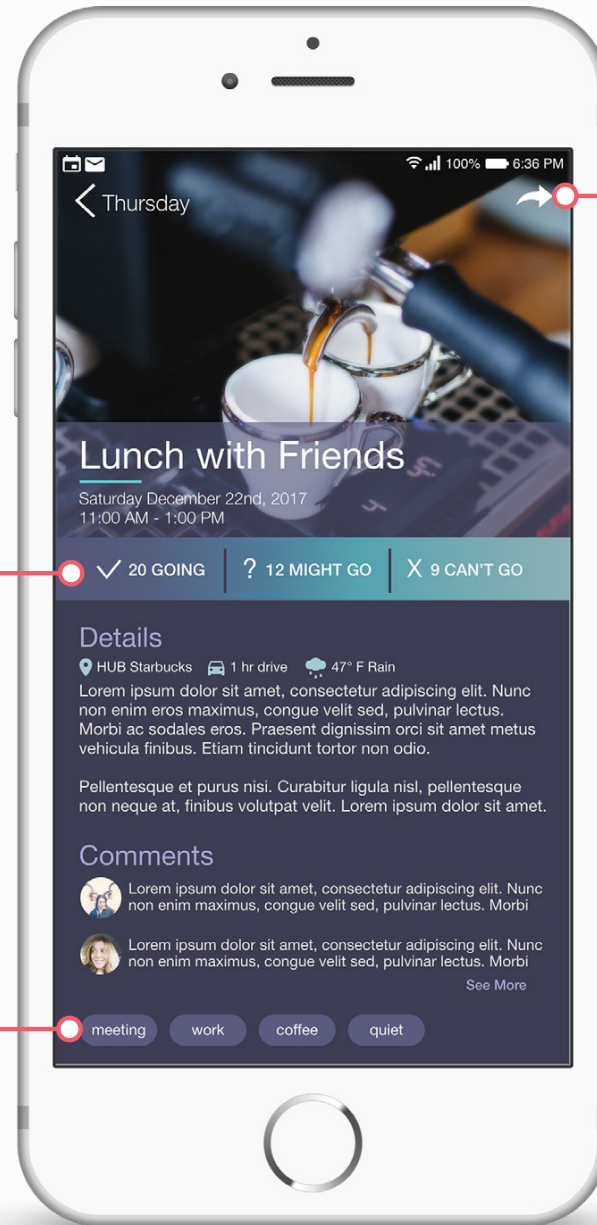 100% 6:36 PM
Thursday
Lunch with Friends
Saturday December 22nd, 2017
11:00 AM - 1:00 PM
20 GOING ? 12 MIGHT GO X 9 CAN'T GO
Details
HUB Starbucks 1 hr drive 47° F Rain
Lorem ipsum dolor sit amet, consectetur adipiscing elit. Nunc
non enim eros maximus, congue velit sed, pulvinar lectus.
Morbi ac sodales eros. Praesent dignissim orci sit amet metus
vehicula finibus. Etiam tincidunt tortor non odio.
Pellentesque et purus nisi. Curabitur ligula nisl, pellentesque
non neque at, finibus volutpat velit. Lorem ipsum dolor sit amet.
Comments
Lorem ipsum dolor sit amet, consectetur adipiscing elit. Nunc
non enim maximus, congue velit sed, pulvinar lectus. Morbi
Lorem ipsum dolor sit amet, consectetur adipiscing elit. Nunc
non enim maximus, congue velit sed, pulvinar lectus. Morbi
See More
meeting work coffee quiet